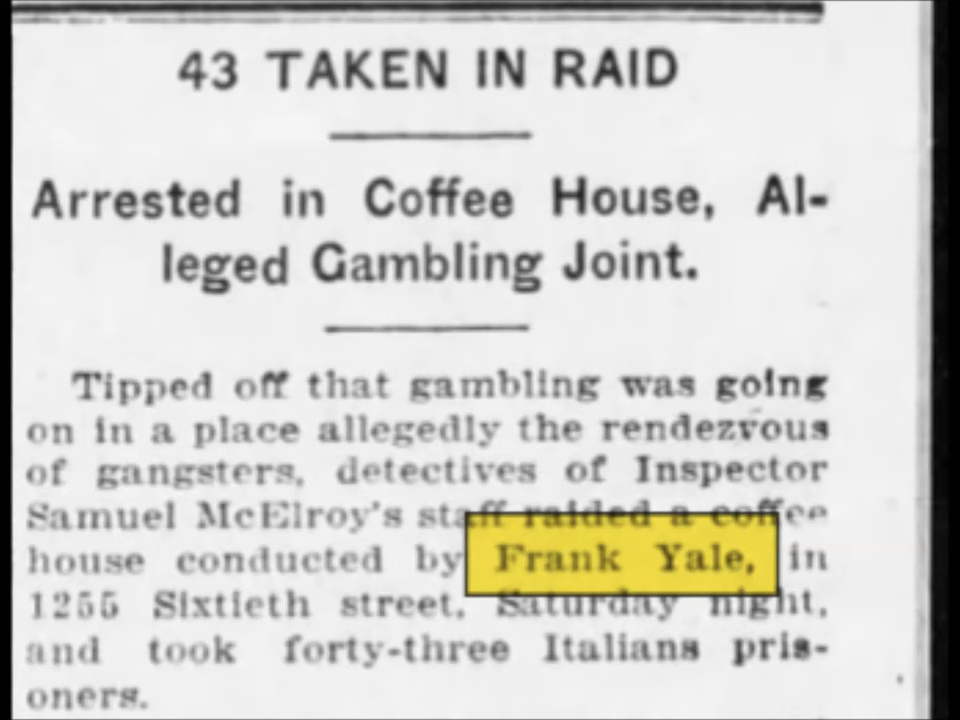 43 TAKEN IN RAID
Arrested in Coffee House, Al-
leged Gambling Joint.
Tipped off that gambling was going
on in a place allegedly the rendezvous
of gangsters, detectives of Inspector
Samuel McElroy's staff raided a coffee
house conducted by Frank Yale, in
1255 Sixtieth street, Saturday night,
and took forty-three Italians pris-
oners.